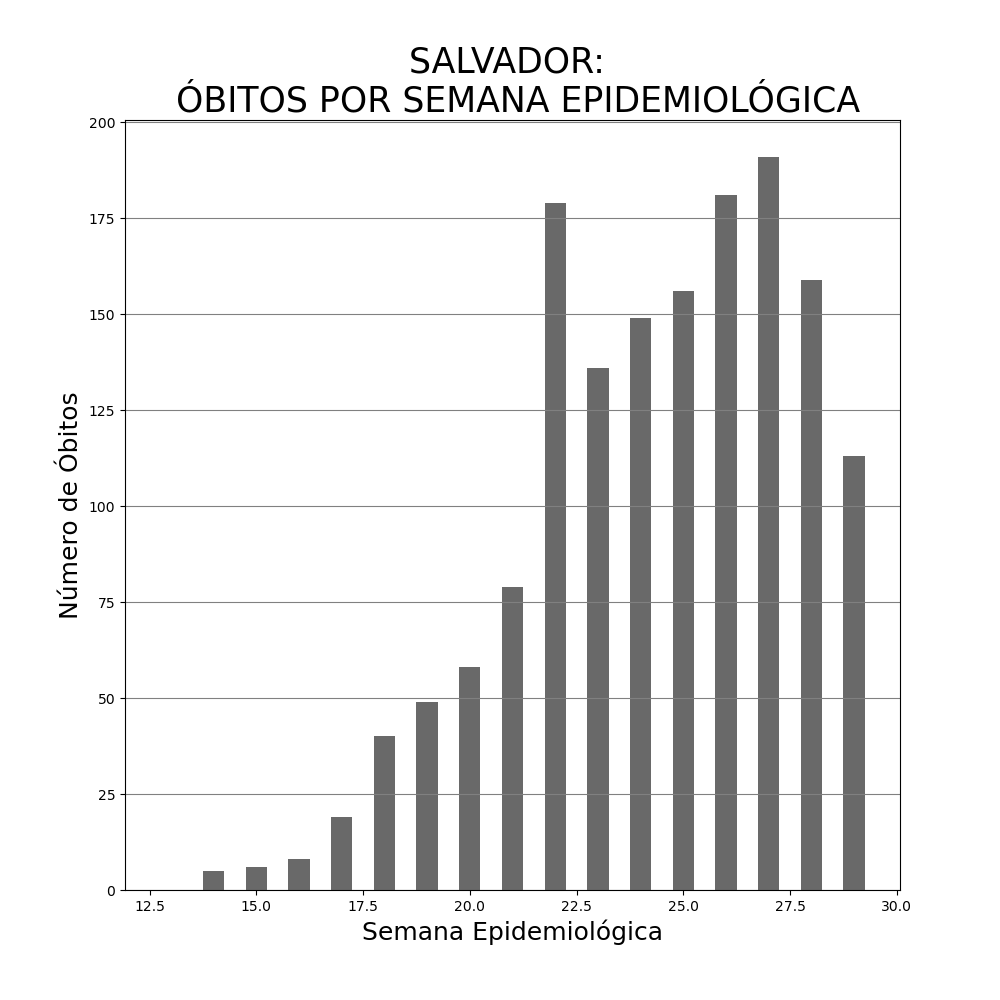 SALVADOR:
ÓBITOS POR SEMANA EPIDEMIOLÓGICA
200
175
150
125
100
75
50
25
0
Número de Óbitos
12.5 15.0 17.5 20.0 22.5 25.0 27.5 30.0
Semana Epidemiológica